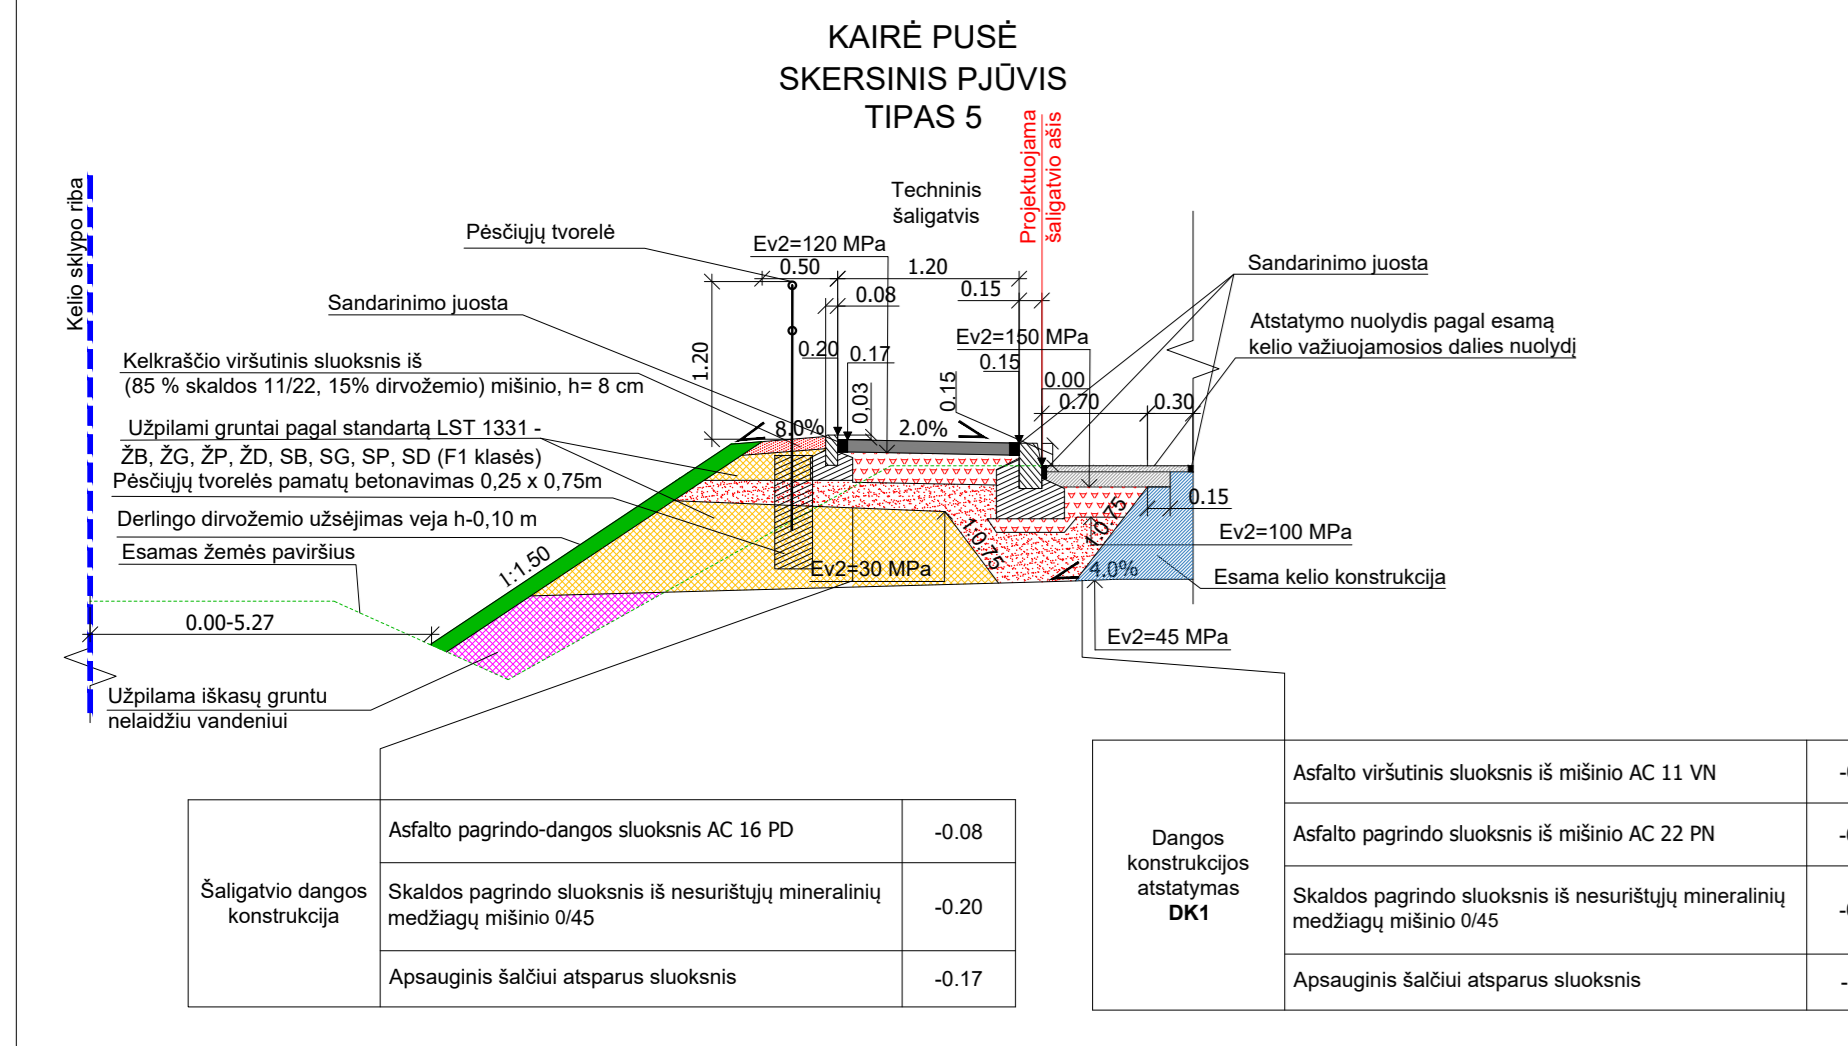 KAIRĖ PUSĖ
SKERSINIS PJŪVIS
TIPAS 5
Kelio sklypo riba
Projektuojama
šaligatvio ašis
Techninis
šaligatvis
Pėsčiųjų tvorelė
Ev2=120 MPa
0.50
1.20
0.08
0.15
Sandarinimo juosta
Sandarinimo juosta
Atstatymo nuolydis pagal esamą
kelio važiuojamosios dalies nuolydį
1.20
0.20
0.17
0,03
Ev2=150 MPa
0.15
0.15
0.00
0.70
0.30
Kelkraščio viršutinis sluoksnis iš
(85 % skaldos 11/22, 15% dirvožemio) mišinio, h= 8 cm
8.0%
2.0%
Užpilami gruntai pagal standartą LST 1331 -
ŽB, ŽG, ŽP, ŽD, SB, SG, SP, SD (F1 klasės)
Pėsčiųjų tvorelės pamatų betonavimas 0,25 x 0,75m
Derlingo dirvožemio užsėjimas veja h-0,10 m
Esamas žemės paviršius
1:1.50
1:0.75
1:0.75
0.15
Ev2=100 MPa
Ev2=30 MPa
4.0%
Esama kelio konstrukcija
0.00-5.27
Ev2=45 MPa
Užpilama iškasų gruntu
nelaidžiu vandeniui
Šaligatvio dangos
konstrukcija
Asfalto pagrindo-dangos sluoksnis AC 16 PD
-0.08
Skaldos pagrindo sluoksnis iš nesurištųjų mineralinių
medžiagų mišinio 0/45
-0.20
Apsauginis šalčiui atsparus sluoksnis
-0.17
Dangos
konstrukcijos
atstatymas
DK1
Asfalto viršutinis sluoksnis iš mišinio AC 11 VN
Asfalto pagrindo sluoksnis iš mišinio AC 22 PN
Skaldos pagrindo sluoksnis iš nesurištųjų mineralinių
medžiagų mišinio 0/45
Apsauginis šalčiui atsparus sluoksnis